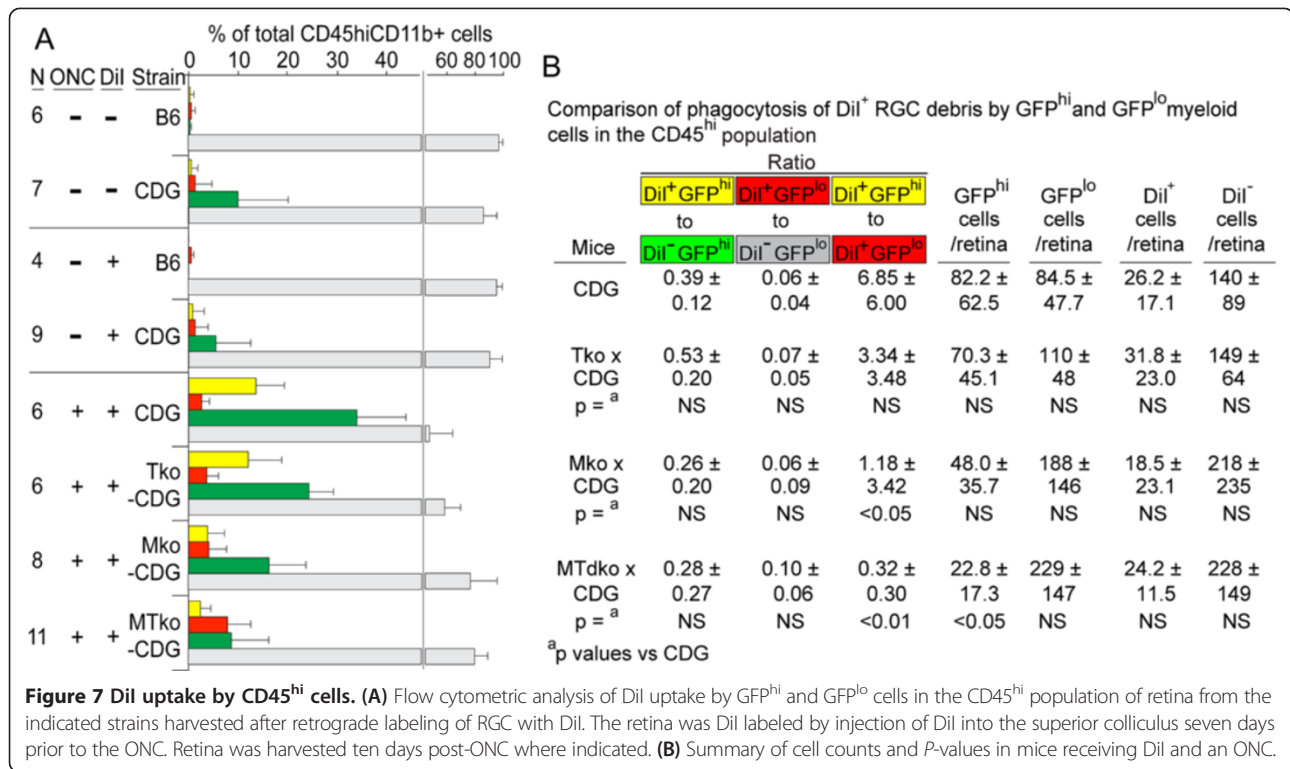 A
% of total CD45hiCD11b+ cells
0 10 20 30 40 60 80 100
N ONC DiI Strain
6 - - B6
7 - - CDG
4 - + B6
9 - + CDG
6 + + CDG
6 + + Tko
-CDG
8 + + Mko
-CDG
11 + + MTko
-CDG
B
Comparison of phagocytosis of DiI+ RGC debris by GFPhi and GFPlo myeloid
cells in the CD45hi population
Ratio
DiI+ GFPhi DiI+ GFPlo DiI+ GFPhi GFPhi GFPlo DiI+ DiI-
to to to cells cells cells cells
Mice DiI- GFPhi DiI- GFPlo DiI+ GFPlo /retina /retina /retina /retina
CDG 0.39 ± 0.06 ± 6.85 ± 82.2 ± 84.5 ± 26.2 ± 140 ±
0.12 0.04 6.00 62.5 47.7 17.1 89
Tko x 0.53 ± 0.07 ± 3.34 ± 70.3 ± 110 ± 31.8 ± 149 ±
CDG 0.20 0.05 3.48 45.1 48 23.0 64
p = a NS NS NS NS NS NS NS
Mko x 0.26 ± 0.06 ± 1.18 ± 48.0 ± 188 ± 18.5 ± 218 ±
CDG 0.20 0.09 3.42 35.7 146 23.1 235
p = a NS NS <0.05 NS NS NS NS
MTdko x 0.28 ± 0.10 ± 0.32 ± 22.8 ± 229 ± 24.2 ± 228 ±
CDG 0.27 0.06 0.30 17.3 147 11.5 149
p = a NS NS <0.01 <0.05 NS NS NS
ap values vs CDG
Figure 7 DiI uptake by CD45hi cells. (A) Flow cytometric analysis of DiI uptake by GFPhi and GFPlo cells in the CD45hi population of retina from the
indicated strains harvested after retrograde labeling of RGC with DiI. The retina was DiI labeled by injection of DiI into the superior colliculus seven days
prior to the ONC. Retina was harvested ten days post-ONC where indicated. (B) Summary of cell counts and P-values in mice receiving DiI and an ONC.